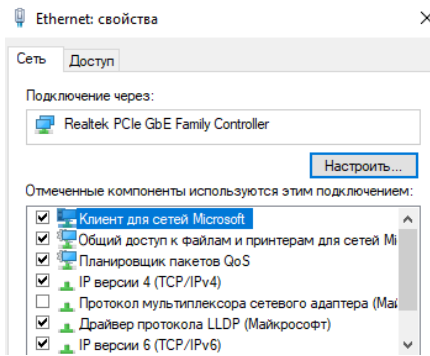 Ethernet: свойства
Сеть
Доступ
Подключение через:
Realtek PCIe GbE Family Controller
Настроить...
Отмеченные компоненты используются этим подключением:
Клиент для сетей Microsoft
Общий доступ к файлам и принтерам для сетей Mi
Планировщик пакетов QoS
IP версии 4 (TCP/IPv4)
Протокол мультиплексора сетевого адаптера (Май
Драйвер протокола LLDP (Майкрософт)
IP версии 6 (TCP/IPv6)